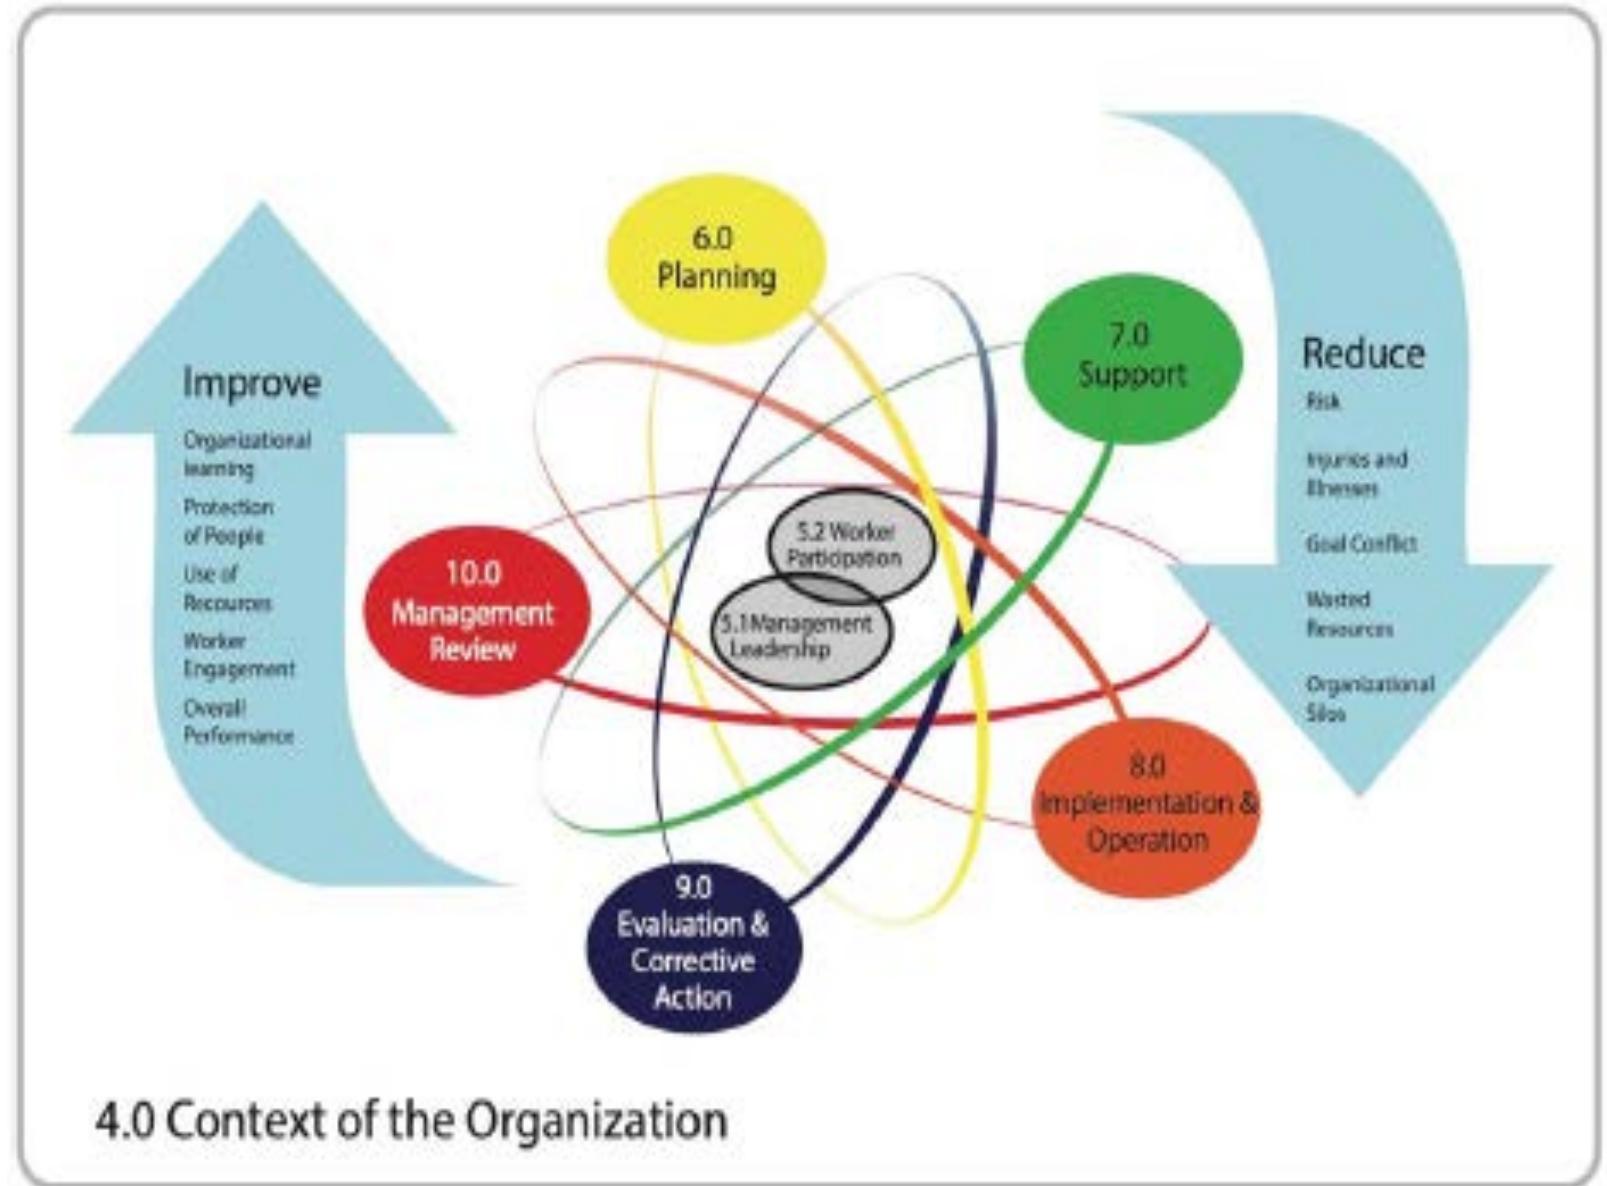 6.0
Planning
7.0
Support
Improve
Organizational
learning
Protection
of People
Use of
Recources
Worker
Engagement
Overall
Performance
Reduce
Risk
Injuries and
Illnesses
Goal Conflict
Wasted
Resources
Organizational
Silos
5.2 Worker
Participation
5.1Management
Leadership
10.0
Management
Review
8.0
Implementation &
Operation
9.0
Evaluation &
Corrective
Action
4.0 Context of the Organization